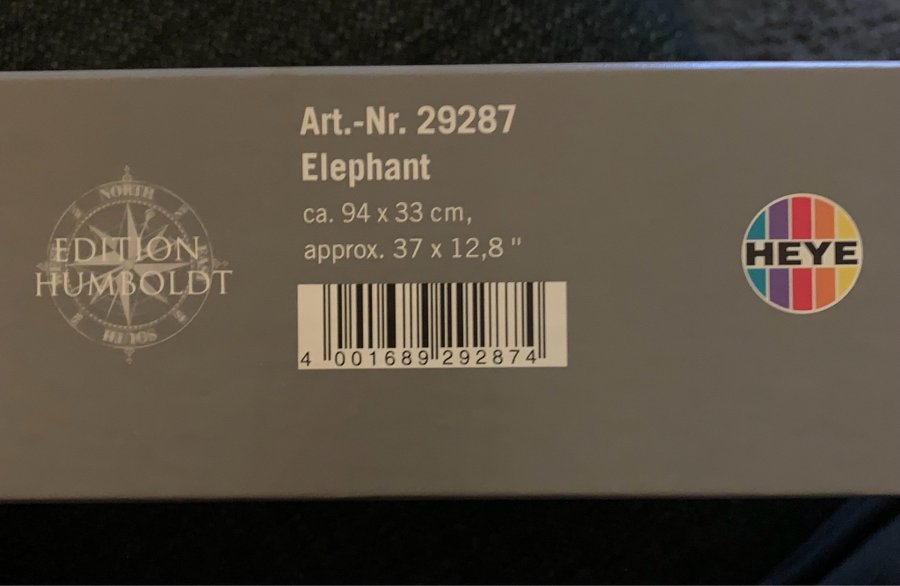 Art.-Nr. 29287
Elephant
ca. 94 x 33 cm,
approx. 37 x 12,8 "
4 001689 292874
NORTH
EDITION
HUMBOLDT
SOUTH
HEYE